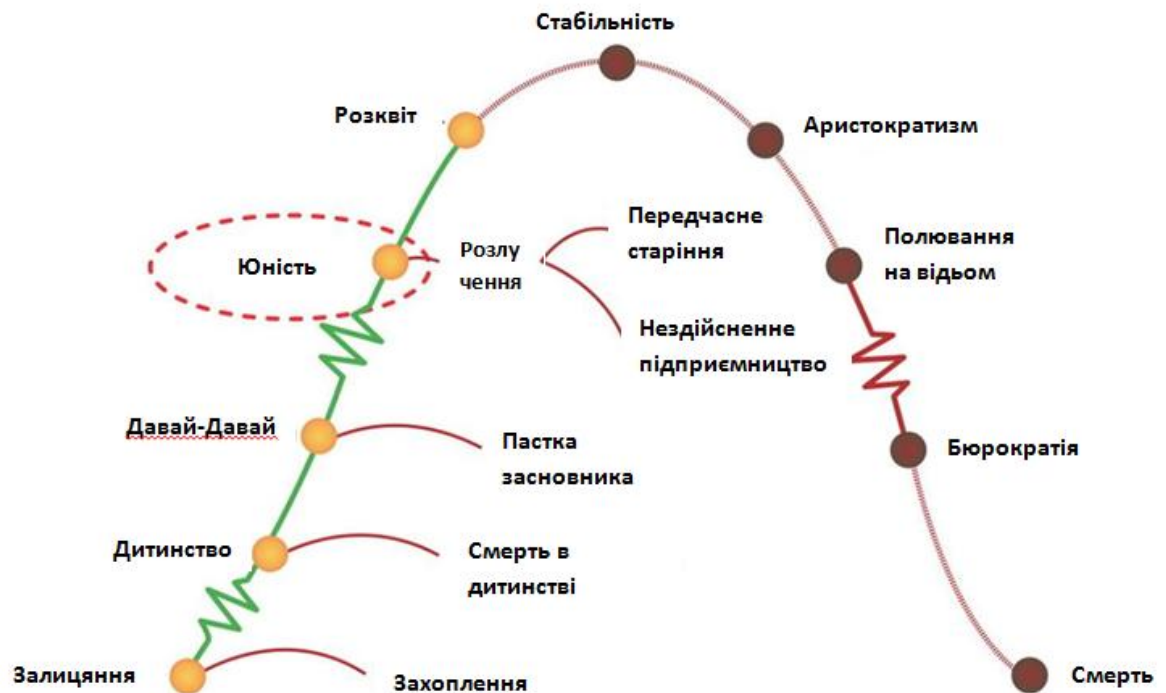 Стабільність
Розквіт
Аристократизм
Передчасне
старіння
Полювання
на відьом
Юність
Розлу
чення
Нездійсненне
підприємництво
Давай-Давай
Пастка
засновника
Бюрократія
Дитинство
Смерть в
дитинстві
Залицяння
Захоплення
Смерть